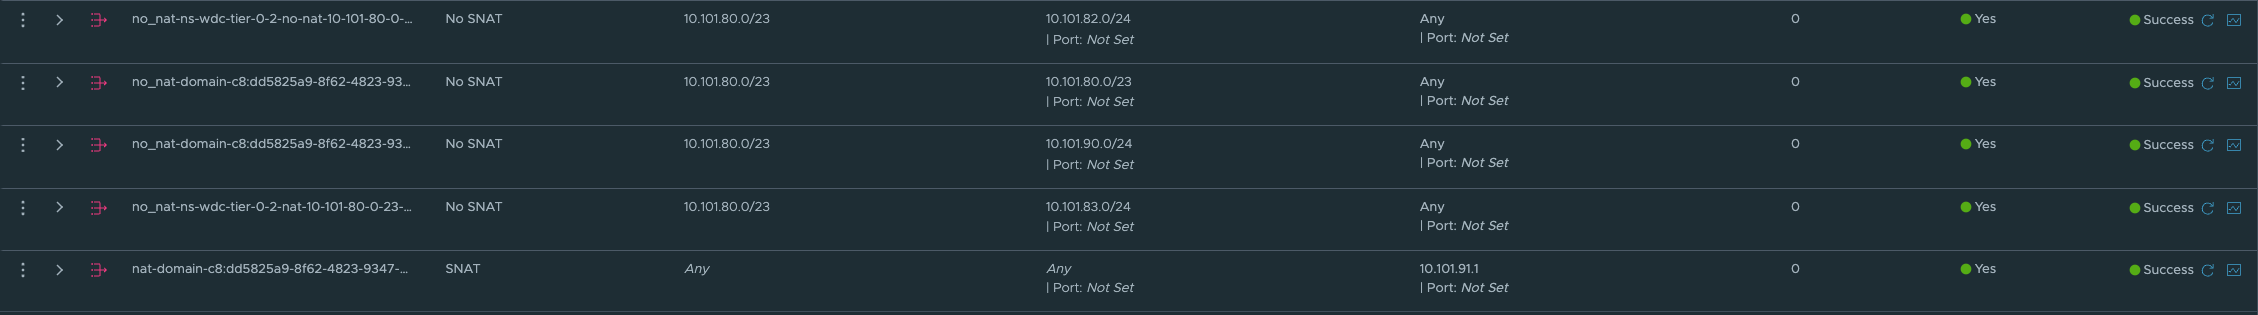 no_nat-ns-wdc-tier-0-2-no-nat-10-101-80-0-... No SNAT 10.101.80.0/23 10.101.82.0/24 Any 0 Yes Success
| Port: Not Set | Port: Not Set
no_nat-domain-c8:dd5825a9-8f62-4823-93... No SNAT 10.101.80.0/23 10.101.80.0/23 Any 0 Yes Success
| Port: Not Set | Port: Not Set
no_nat-domain-c8:dd5825a9-8f62-4823-93... No SNAT 10.101.80.0/23 10.101.90.0/24 Any 0 Yes Success
| Port: Not Set | Port: Not Set
no_nat-ns-wdc-tier-0-2-nat-10-101-80-0-23-... No SNAT 10.101.80.0/23 10.101.83.0/24 Any 0 Yes Success
| Port: Not Set | Port: Not Set
nat-domain-c8:dd5825a9-8f62-4823-9347-... SNAT Any Any 10.101.91.1 0 Yes Success
| Port: Not Set | Port: Not Set